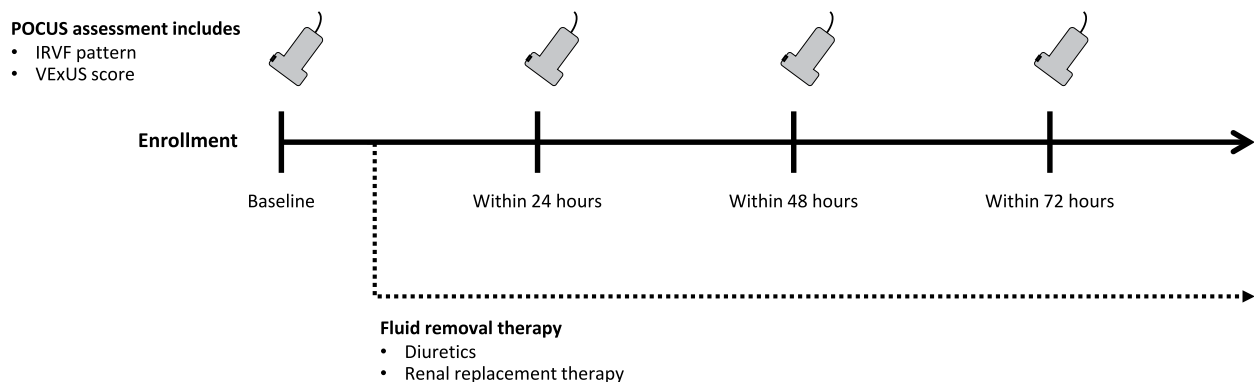 POCUS assessment includes
• IRVF pattern
• VExUS score
Enrollment
Baseline
Within 24 hours
Within 48 hours
Within 72 hours
Fluid removal therapy
• Diuretics
• Renal replacement therapy